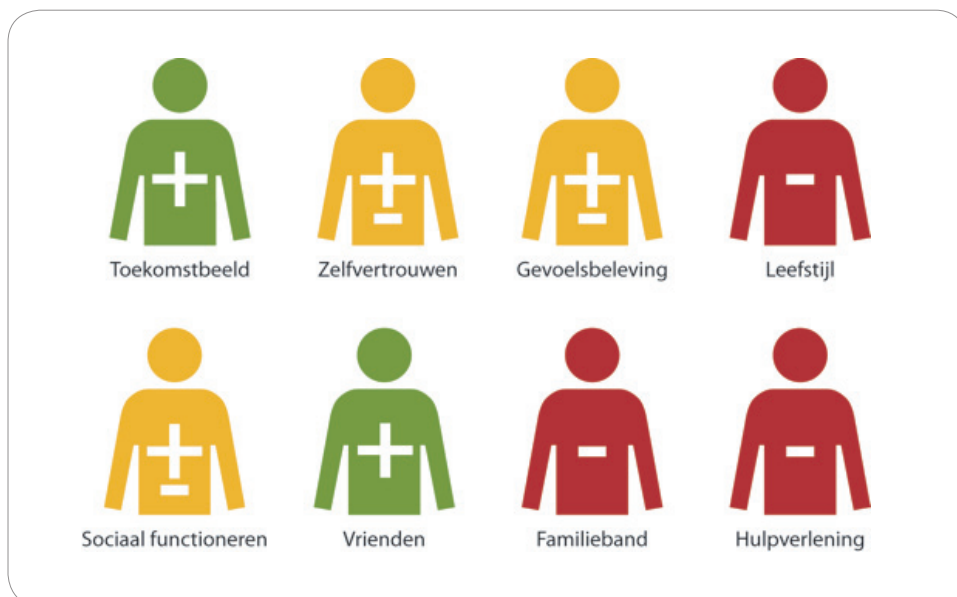 +
+
-
+
-
-
Toekomstbeeld
Zelfvertrouwen
Gevoelsbeleving
Leefstijl
+
-
+
-
-
Sociaal functioneren
Vrienden
Familieband
Hulpverlening